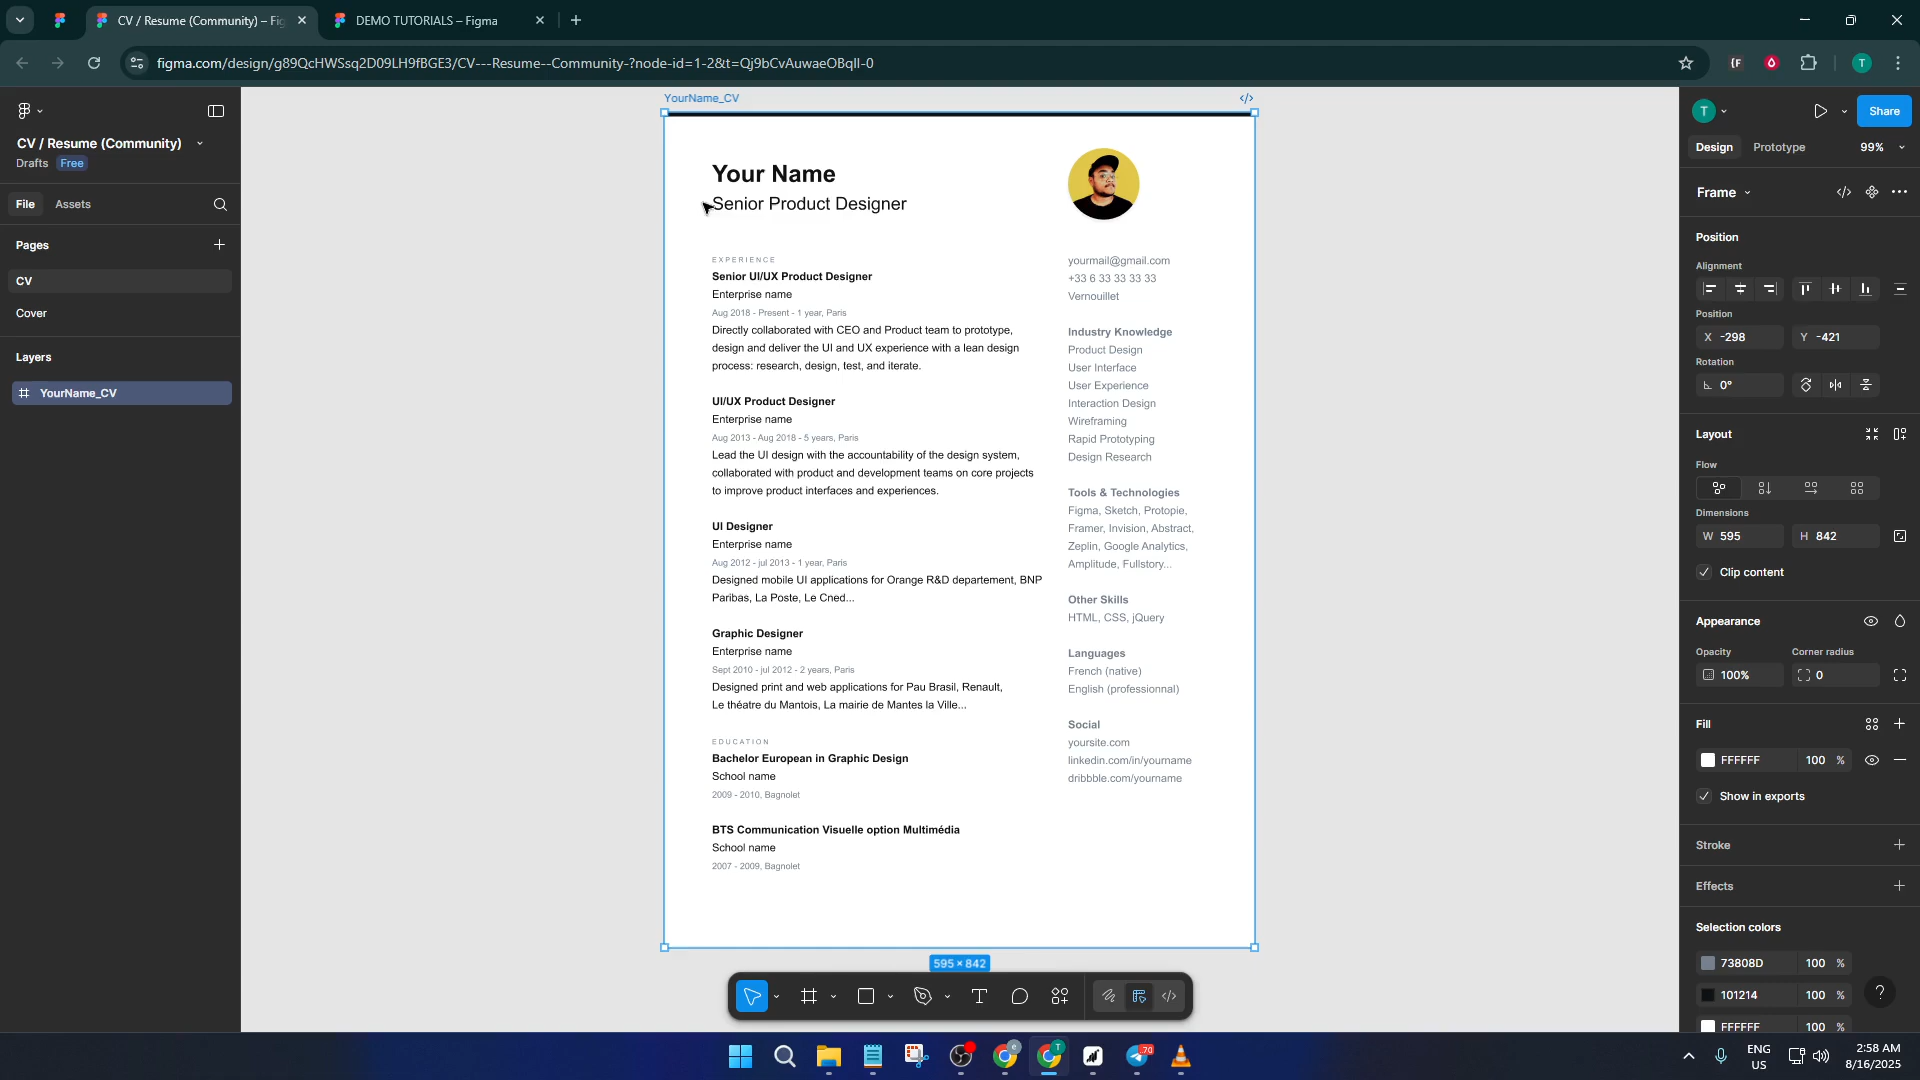 CV / Resume (Community) – Fig
DEMO TUTORIALS – Figma
figma.com/design/g89QcHWSsq2D09LH9fBGE3/CV---Resume--Community-?node-id=1-2&t=Qj9bCvAuwaeOBqIl-0
T
CV / Resume (Community)
Drafts Free
File Assets
Pages
CV
Cover
Layers
YourName_CV
YourName_CV
Your Name
Senior Product Designer
EXPERIENCE
Senior UI/UX Product Designer
Enterprise name
Aug 2018 - Present - 1 year, Paris
Directly collaborated with CEO and Product team to prototype,
design and deliver the UI and UX experience with a lean design
process: research, design, test, and iterate.
UI/UX Product Designer
Enterprise name
Aug 2013 - Aug 2018 - 5 years, Paris
Lead the UI design with the accountability of the design system,
collaborated with product and development teams on core projects
to improve product interfaces and experiences.
UI Designer
Enterprise name
Aug 2012 - jul 2013 - 1 year, Paris
Designed mobile UI applications for Orange R&D departement, BNP
Paribas, La Poste, Le Cned...
Graphic Designer
Enterprise name
Sept 2010 - jul 2012 - 2 years, Paris
Designed print and web applications for Pau Brasil, Renault,
Le théatre du Mantois, La mairie de Mantes la Ville...
EDUCATION
Bachelor European in Graphic Design
School name
2009 - 2010, Bagnolet
BTS Communication Visuelle option Multimédia
School name
2007 - 2009, Bagnolet
yourmail@gmail.com
+33 6 33 33 33 33
Vernouillet
Industry Knowledge
Product Design
User Interface
User Experience
Interaction Design
Wireframing
Rapid Prototyping
Design Research
Tools & Technologies
Figma, Sketch, Protopie,
Framer, Invision, Abstract,
Zeplin, Google Analytics,
Amplitude, Fullstory...
Other Skills
HTML, CSS, jQuery
Languages
French (native)
English (professionnal)
Social
yoursite.com
linkedin.com/in/yourname
dribbble.com/yourname
595 × 842
T
Share
Design Prototype 99%
Frame
Position
Alignment
Position
X -298 Y -421
Rotation
0°
Layout
Flow
Dimensions
W 595 H 842
Clip content
Appearance
Opacity Corner radius
100% 0
Fill
FFFFFF 100 %
Show in exports
Stroke
Effects
Selection colors
73808D 100 %
101214 100 %
FFFFFF 100 %
?
e
T
70
ENG
US
2:58 AM
8/16/2025